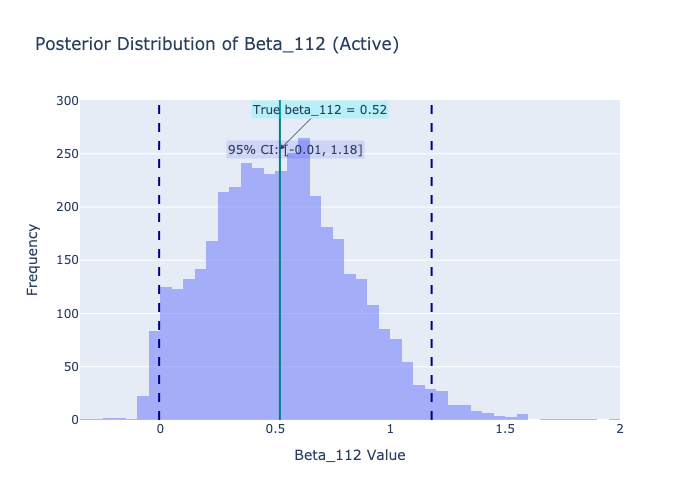 Posterior Distribution of Beta_112 (Active)
True beta_112 = 0.52
95% CI: [-0.01, 1.18]
300
250
200
150
100
50
0
Frequency
0
0.5
1
1.5
2
Beta_112 Value